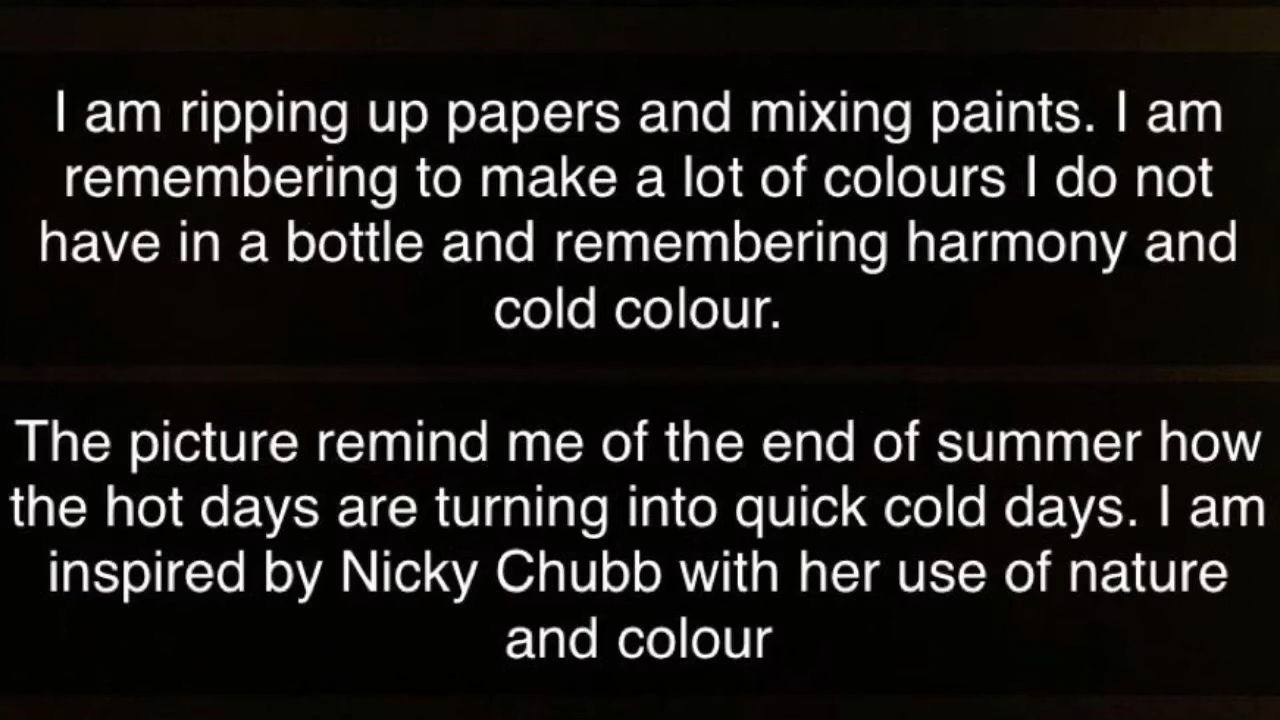 I am ripping up papers and mixing paints. I am
remembering to make a lot of colours I do not
have in a bottle and remembering harmony and
cold colour.
The picture remind me of the end of summer how
the hot days are turning into quick cold days. I am
inspired by Nicky Chubb with her use of nature
and colour